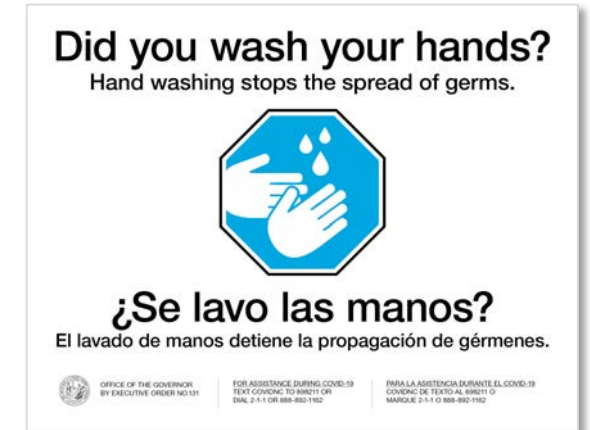 Did you wash your hands?
Hand washing stops the spread of germs.
¿Se lavo las manos?
El lavado de manos detiene la propagación de gérmenes.
OFFICE OF THE GOVERNOR
BY EXECUTIVE ORDER NO.131
FOR ASSISTANCE DURING COVID-19
TEXT COVIDNC TO 898211 OR
DIAL 2-1-1 OR 888-892-1162
PARA LA ASISTENCIA DURANTE EL COVID-19
COVIDNC DE TEXTO AL 898211 O
MARQUE 2-1-1 O 888-892-1162